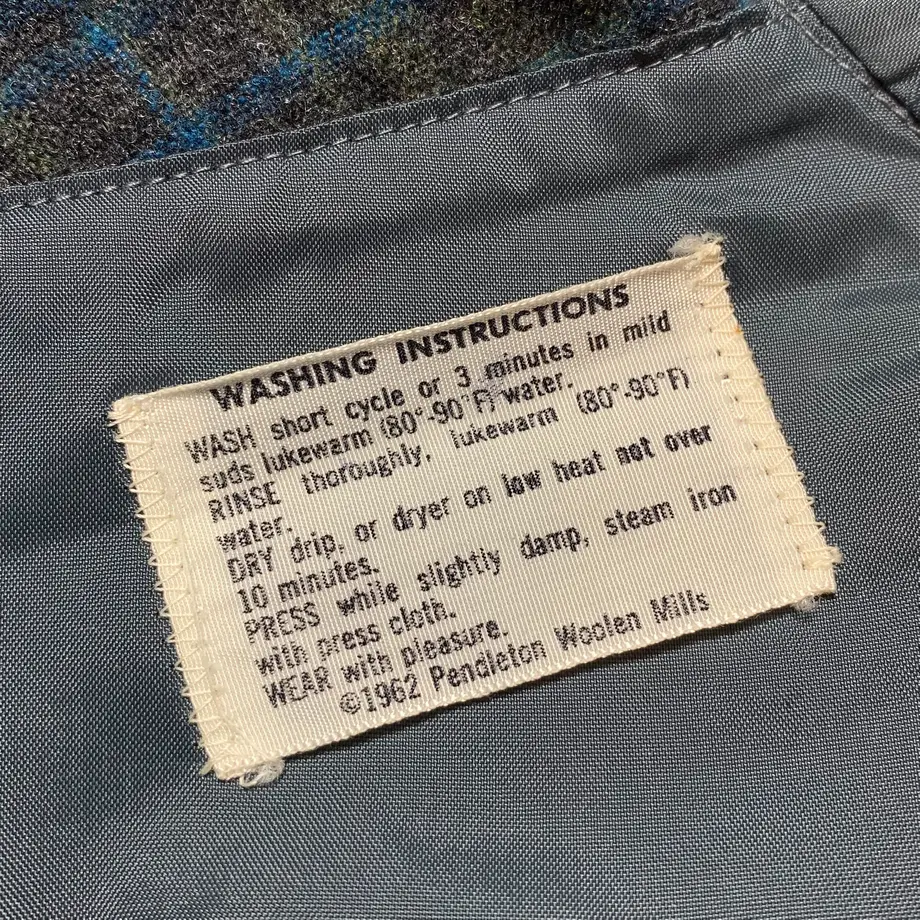 WASHING INSTRUCTIONS
WASH short cycle or 3 minutes in mild
suds lukewarm (80°-90°F) water.
RINSE thoroughly, lukewarm (80°-90°F)
water.
DRY drip, or dryer on low heat not over
10 minutes.
PRESS while slightly damp, steam iron
with press cloth.
WEAR with pleasure.
©1962 Pendleton Woolen Mills